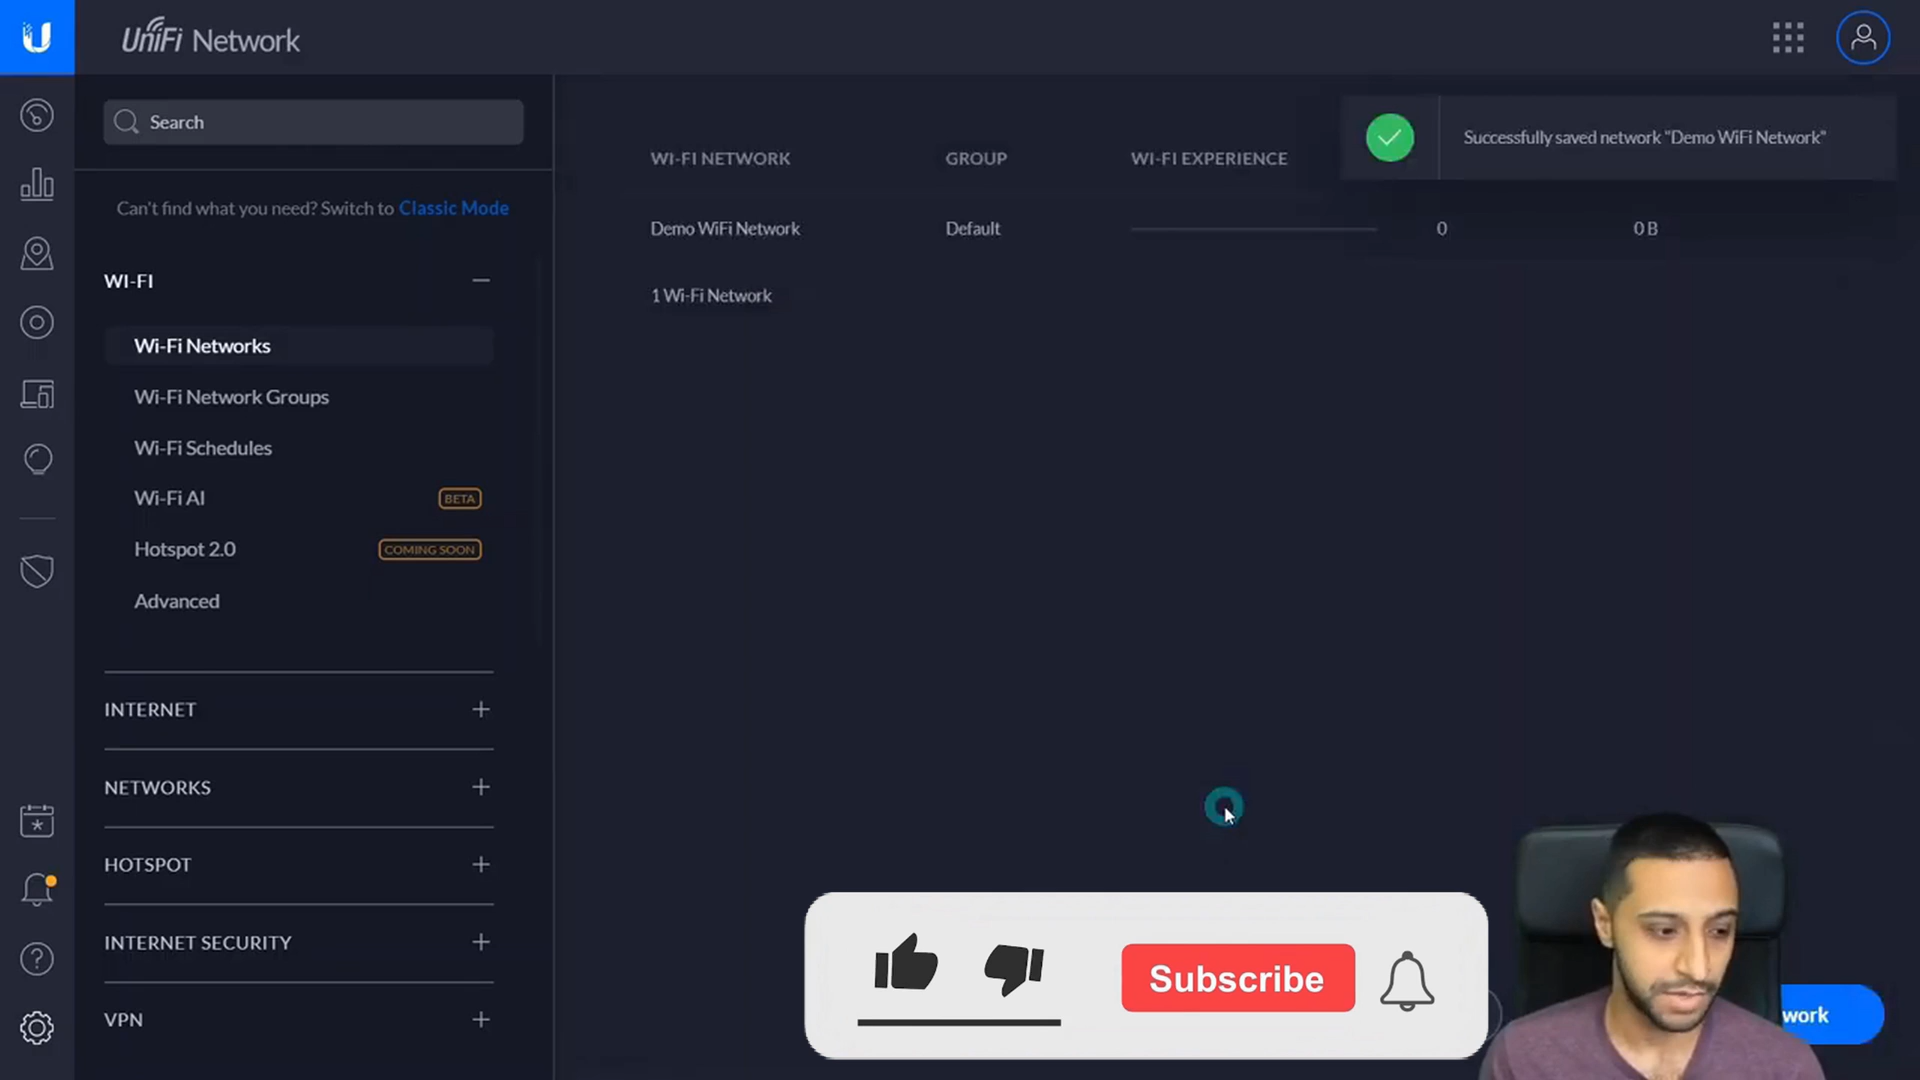 UniFi Network
Search
Can't find what you need? Switch to Classic Mode
WI-FI
Wi-Fi Networks
Wi-Fi Network Groups
Wi-Fi Schedules
Wi-Fi AI
BETA
Hotspot 2.0
COMING SOON
Advanced
INTERNET
NETWORKS
HOTSPOT
INTERNET SECURITY
VPN
WI-FI NETWORK GROUP WI-FI EXPERIENCE
Demo WiFi Network Default 0 0 B
1 Wi-Fi Network
Successfully saved network "Demo WiFi Network"
Subscribe
work